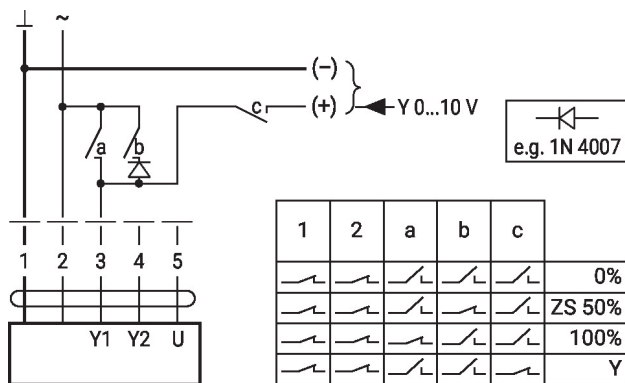 ⊥ ~
(–)
(+)
Y 0...10 V
a
b
c
e.g. 1N 4007
1 2 3 4 5
Y1 Y2 U
1 2 a b c
0%
ZS 50%
100%
Y